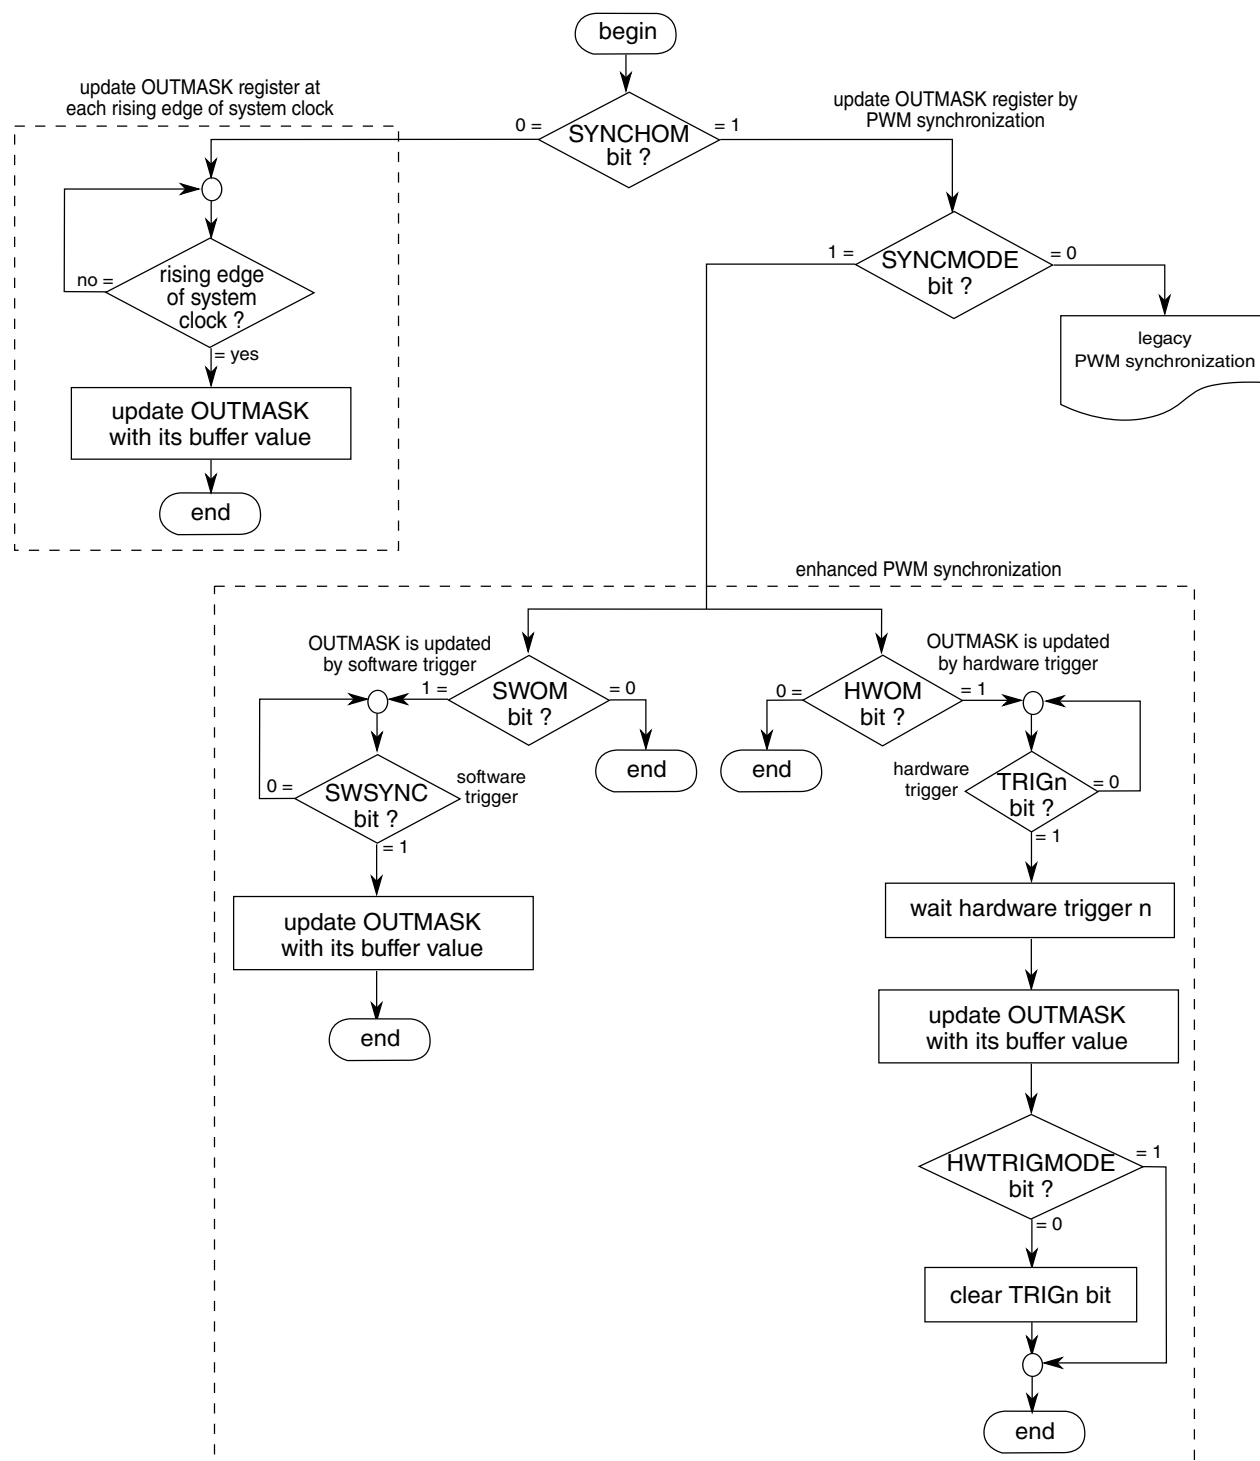 begin
update OUTMASK register at
each rising edge of system clock
update OUTMASK register by
PWM synchronization
0 =
SYNCHOM
bit ?
= 1
1 =
SYNCMODE
bit ?
= 0
no =
rising edge
of system
clock ?
= yes
legacy
PWM synchronization
update OUTMASK
with its buffer value
end
enhanced PWM synchronization
OUTMASK is updated
by software trigger
1 =
SWOM
bit ?
= 0
end
OUTMASK is updated
by hardware trigger
0 =
HWOM
bit ?
= 1
end
0 =
SWSYNC
bit ?
software
trigger
= 1
hardware
trigger
TRIGn
bit ?
= 0
= 1
update OUTMASK
with its buffer value
end
wait hardware trigger n
update OUTMASK
with its buffer value
HWTRIGMODE
bit ?
= 1
= 0
clear TRIGn bit
end